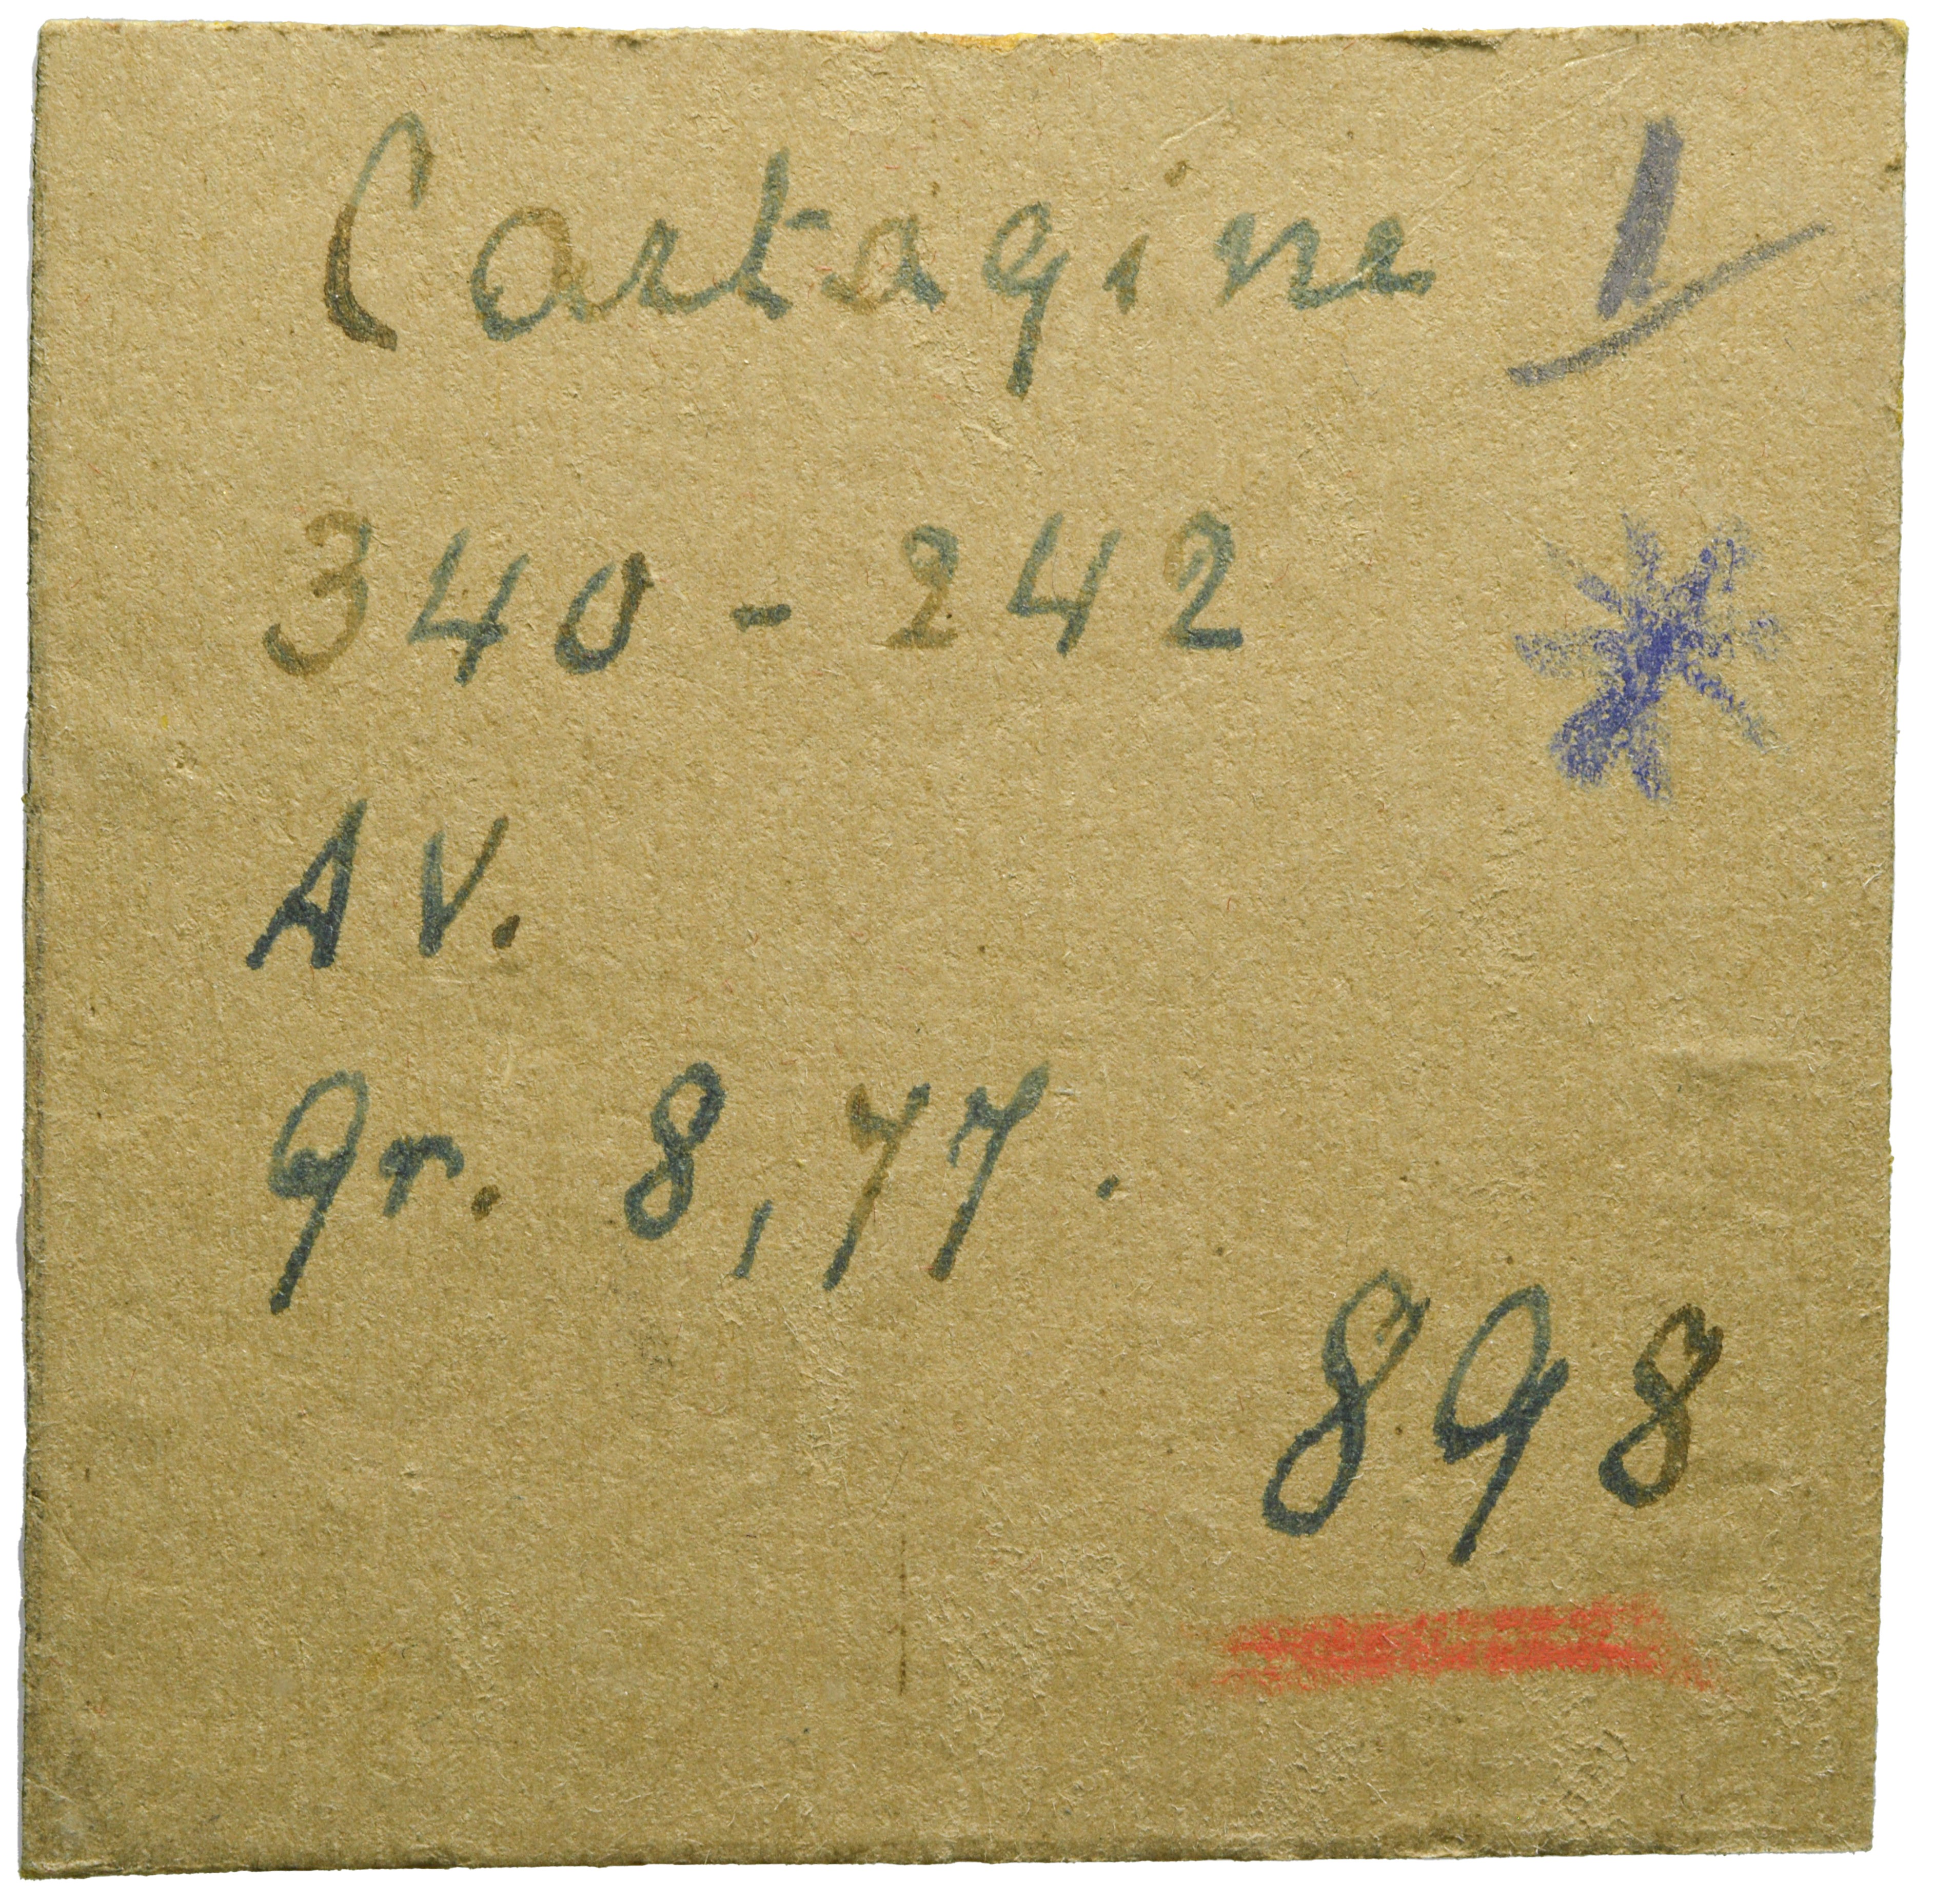 Cartagine 1
340 - 242
AV.
gr. 8,77.
898